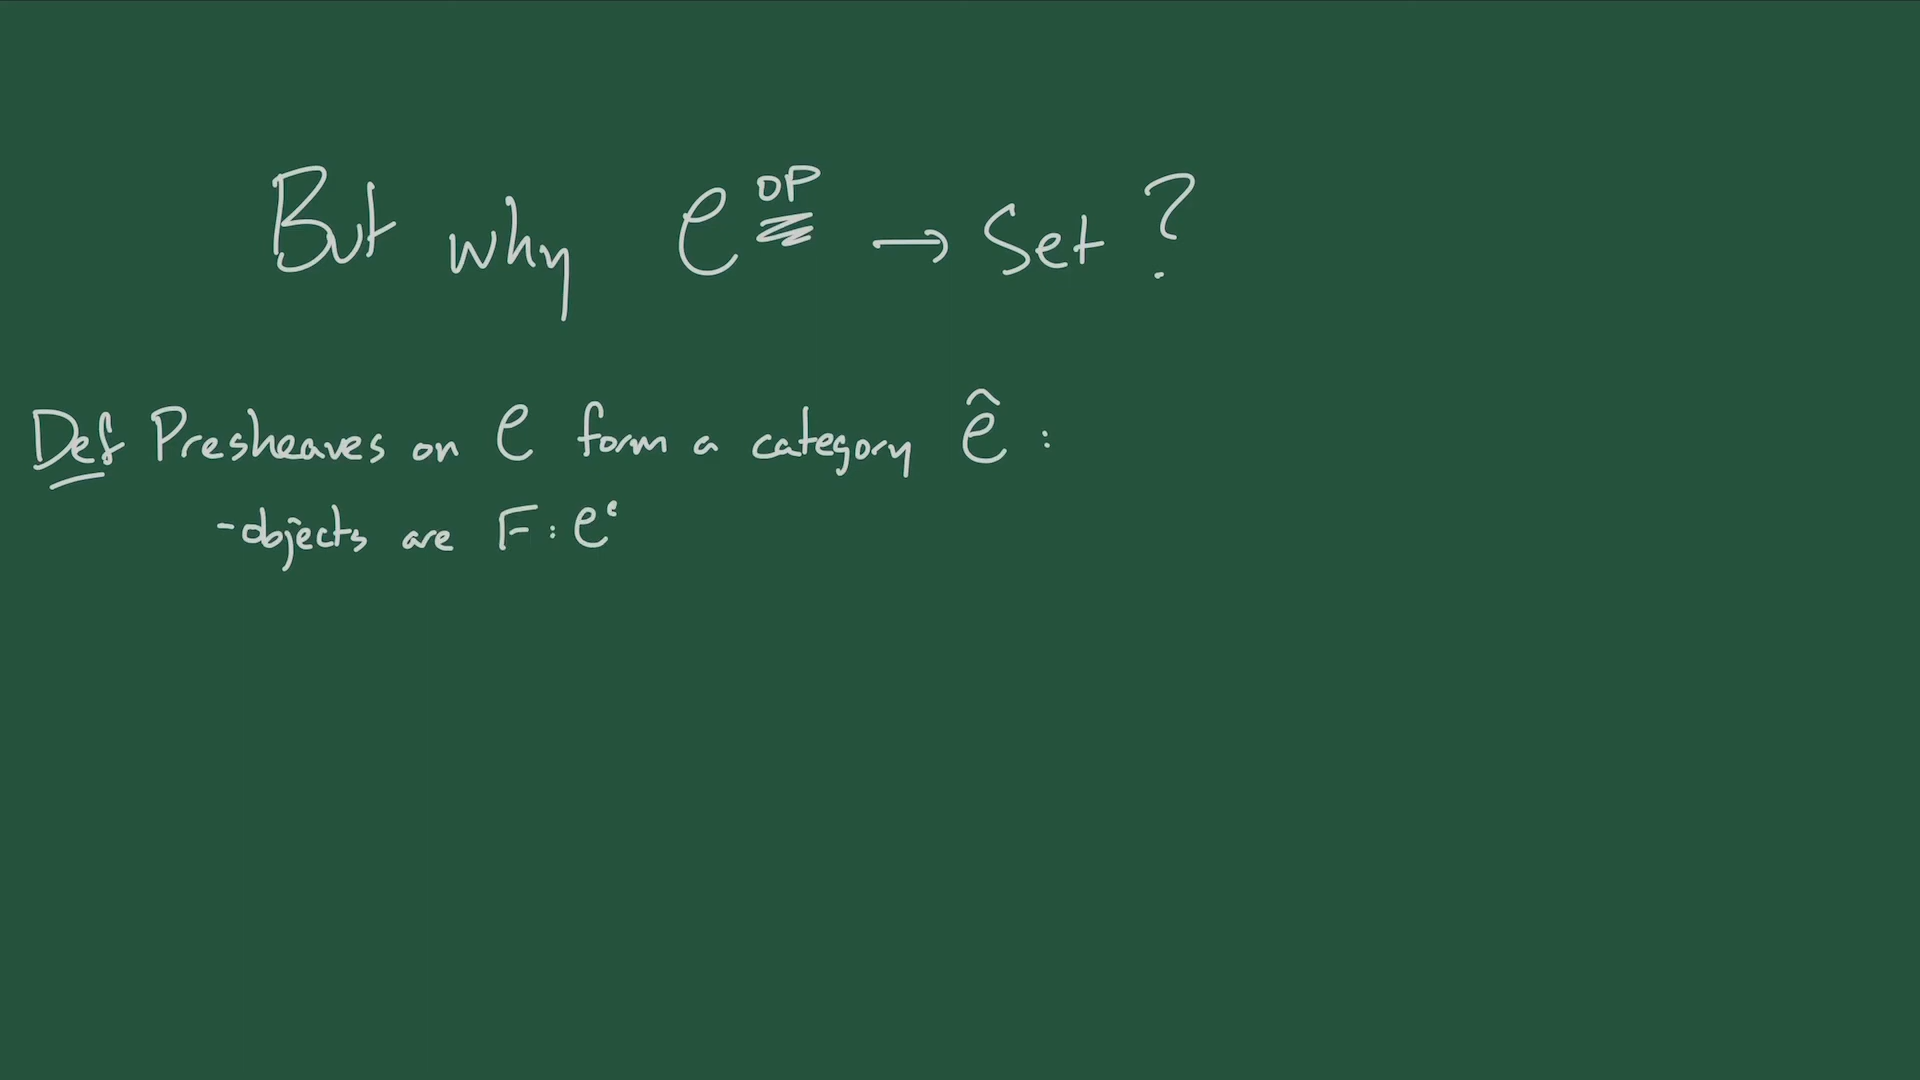 But why C^OP → Set ?
Def Presheaves on C form a category Ĉ :
- objects are F : C^c